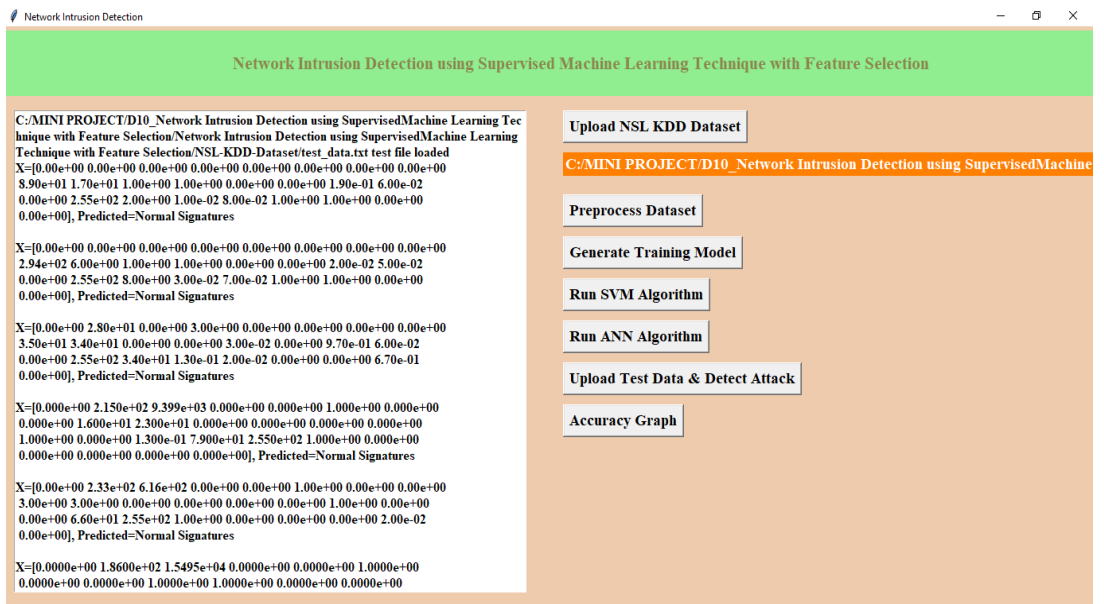 Network Intrusion Detection
Network Intrusion Detection using Supervised Machine Learning Technique with Feature Selection
C:/MINI PROJECT/D10_Network Intrusion Detection using SupervisedMachine Learning Tec
hnique with Feature Selection/Network Intrusion Detection using SupervisedMachine Learning
Technique with Feature Selection/NSL-KDD-Dataset/test_data.txt test file loaded
X=[0.00e+00 0.00e+00 0.00e+00 0.00e+00 0.00e+00 0.00e+00 0.00e+00 0.00e+00
8.90e+01 1.70e+01 1.00e+00 1.00e+00 0.00e+00 0.00e+00 1.90e-01 6.00e-02
0.00e+00 2.55e+02 2.00e+00 1.00e-02 8.00e-02 1.00e+00 1.00e+00 0.00e+00
0.00e+00], Predicted=Normal Signatures
X=[0.00e+00 0.00e+00 0.00e+00 0.00e+00 0.00e+00 0.00e+00 0.00e+00 0.00e+00
2.94e+02 6.00e+00 1.00e+00 1.00e+00 0.00e+00 0.00e+00 2.00e-02 5.00e-02
0.00e+00 2.55e+02 8.00e+00 3.00e-02 7.00e-02 1.00e+00 1.00e+00 0.00e+00
0.00e+00], Predicted=Normal Signatures
X=[0.00e+00 2.80e+01 0.00e+00 3.00e+00 0.00e+00 0.00e+00 0.00e+00 0.00e+00
3.50e+01 3.40e+01 0.00e+00 0.00e+00 3.00e-02 0.00e+00 9.70e-01 6.00e-02
0.00e+00 2.55e+02 3.40e+01 1.30e-01 2.00e-02 0.00e+00 0.00e+00 6.70e-01
0.00e+00], Predicted=Normal Signatures
X=[0.000e+00 2.150e+02 9.399e+03 0.000e+00 0.000e+00 1.000e+00 0.000e+00
0.000e+00 1.600e+01 2.300e+01 0.000e+00 0.000e+00 0.000e+00 0.000e+00
1.000e+00 0.000e+00 1.300e-01 7.900e+01 2.550e+02 1.000e+00 0.000e+00
0.000e+00 0.000e+00 0.000e+00 0.000e+00], Predicted=Normal Signatures
X=[0.00e+00 2.33e+02 6.16e+02 0.00e+00 0.00e+00 1.00e+00 0.00e+00 0.00e+00
3.00e+00 3.00e+00 0.00e+00 0.00e+00 0.00e+00 0.00e+00 1.00e+00 0.00e+00
0.00e+00 6.60e+01 2.55e+02 1.00e+00 0.00e+00 0.00e+00 0.00e+00 2.00e-02
0.00e+00], Predicted=Normal Signatures
X=[0.0000e+00 1.8600e+02 1.5495e+04 0.0000e+00 0.0000e+00 1.0000e+00
0.0000e+00 0.0000e+00 1.0000e+00 1.0000e+00 0.0000e+00 0.0000e+00
Upload NSL KDD Dataset
C:/MINI PROJECT/D10_Network Intrusion Detection using SupervisedMachine
Preprocess Dataset
Generate Training Model
Run SVM Algorithm
Run ANN Algorithm
Upload Test Data & Detect Attack
Accuracy Graph